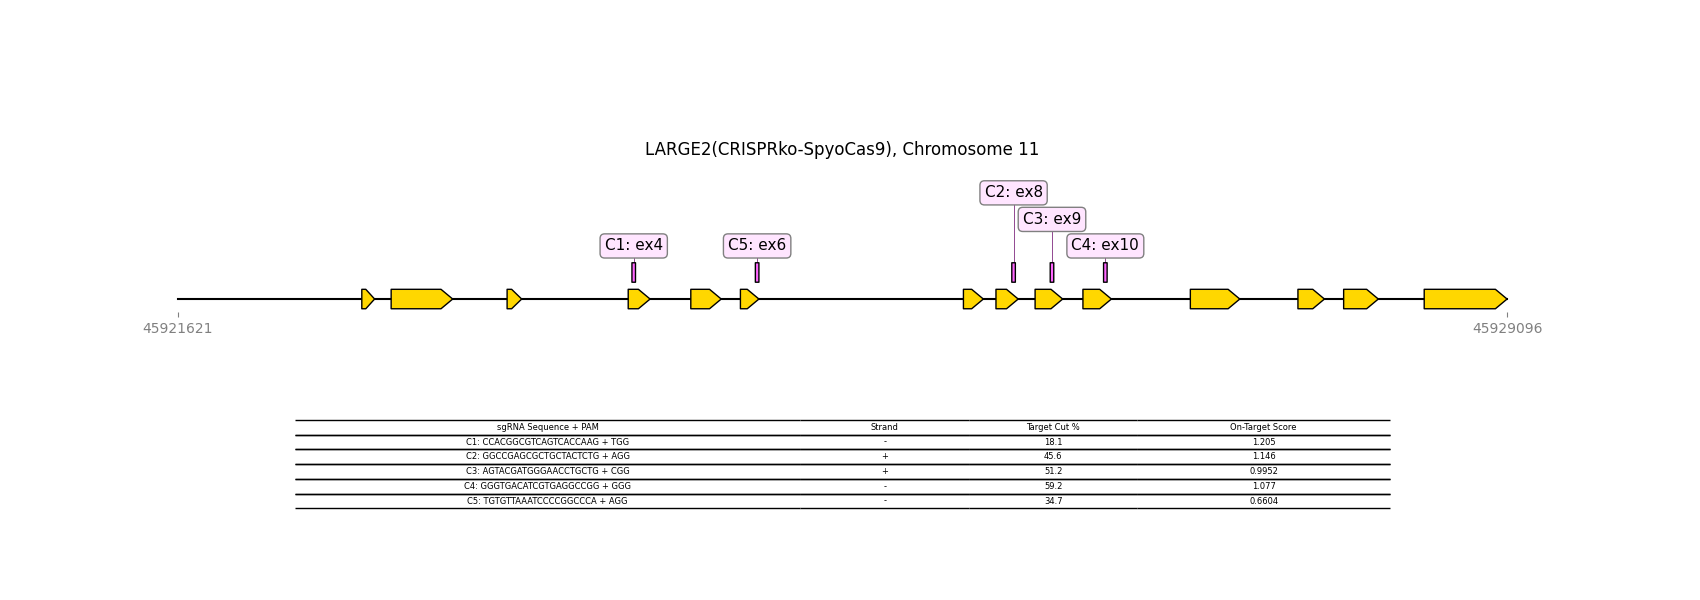 LARGE2(CRISPRko-SpyoCas9), Chromosome 11
C2: ex8
C3: ex9
C1: ex4 C5: ex6 C4: ex10
45921621 45929096
sgRNA Sequence + PAM Strand Target Cut % On-Target Score
C1: CCACGGCGTCAGTCACCAAG + TGG - 18.1 1.205
C2: GGCCGAGCGCTGCTACTCTG + AGG + 45.6 1.146
C3: AGTACGATGGGAACCTGCTG + CGG + 51.2 0.9952
C4: GGGTGACATCGTGAGGCCGG + GGG - 59.2 1.077
C5: TGTGTTAAATCCCCGGCCCA + AGG - 34.7 0.6604